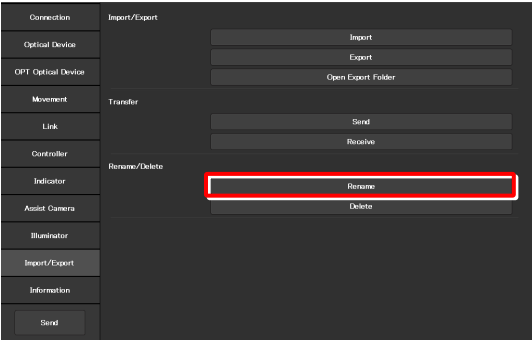 Connection
Optical Device
OPT Optical Device
Movement
Link
Controller
Indicator
Assist Camera
Illuminator
Import/Export
Information
Send
Import/Export
Import
Export
Open Export Folder
Transfer
Send
Receive
Rename/Delete
Rename
Delete